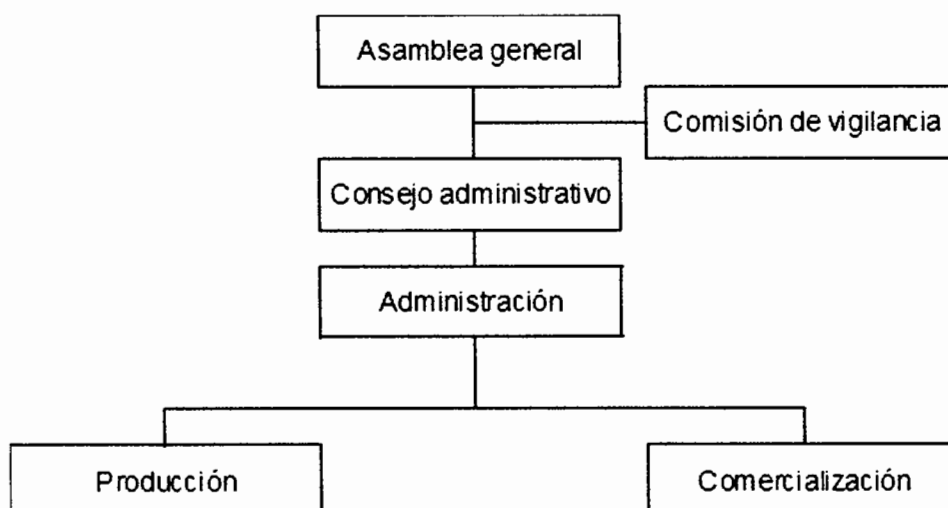 Asamblea general
Comisión de vigilancia
Consejo administrativo
Administración
Producción
Comercialización